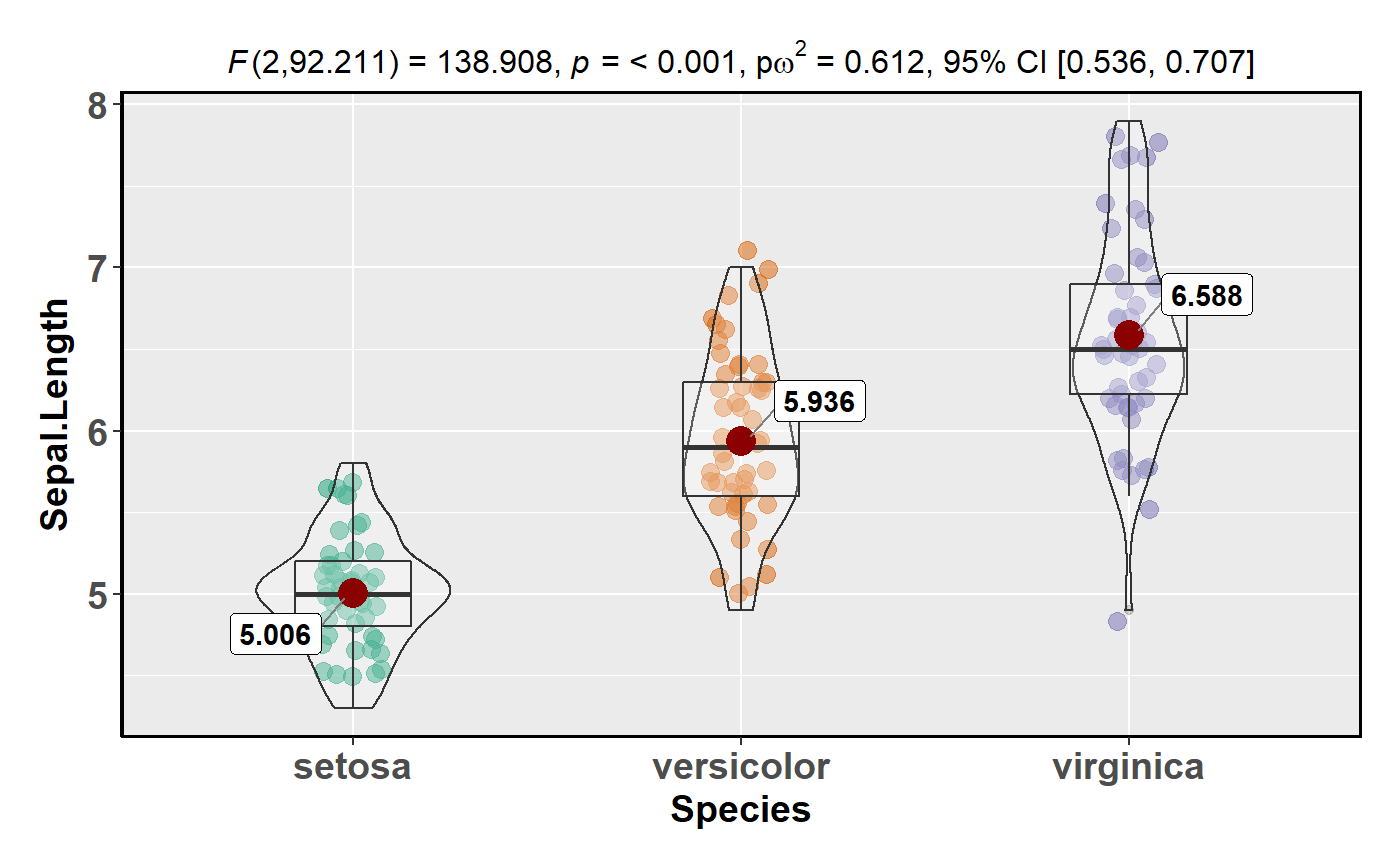 F(2,92.211) = 138.908, p = < 0.001, pω² = 0.612, 95% CI [0.536, 0.707]
8
7
6
5
Sepal.Length
5.006
5.936
6.588
setosa
versicolor
virginica
Species